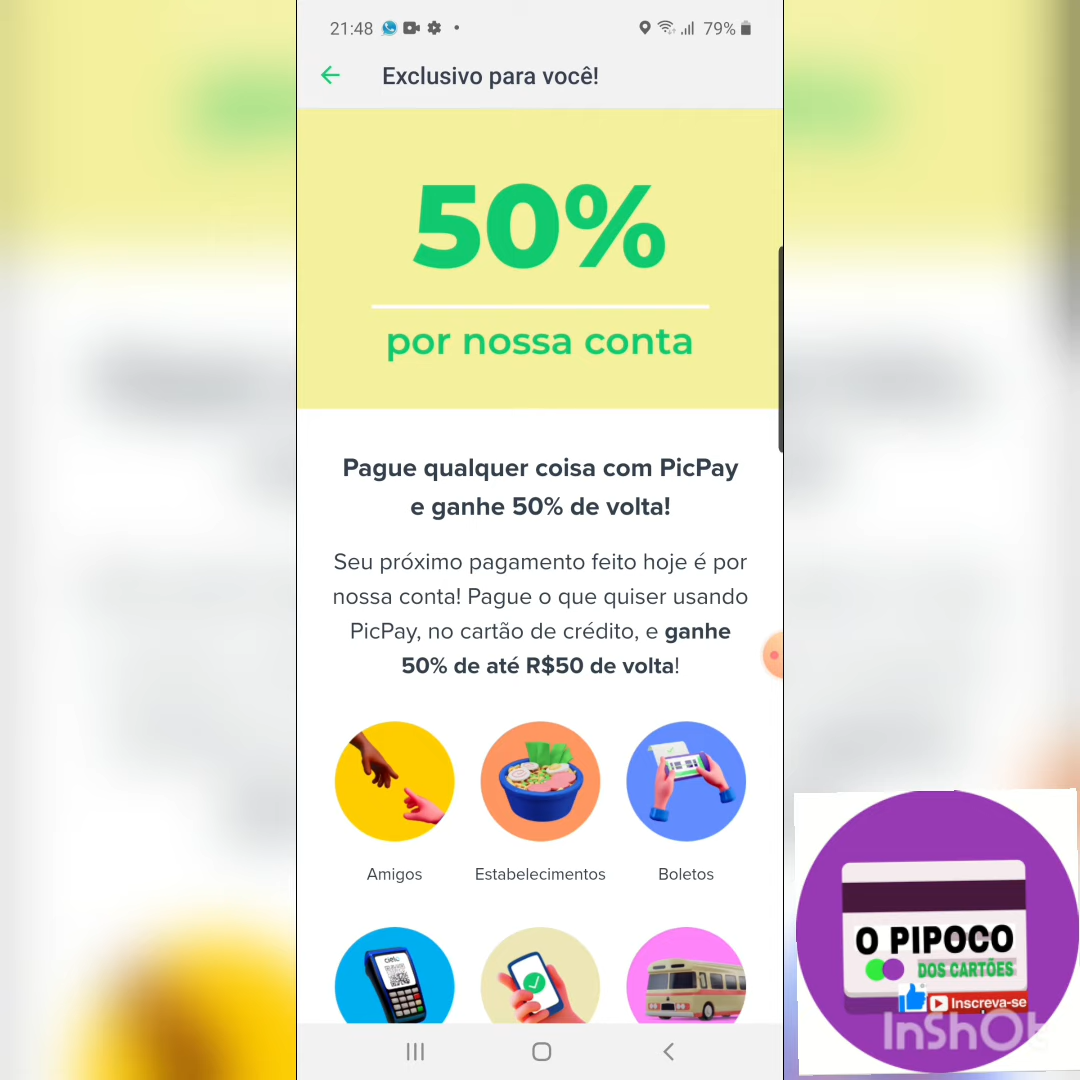 21:48
79%
Exclusivo para você!
50%
por nossa conta
Pague qualquer coisa com PicPay
e ganhe 50% de volta!
Seu próximo pagamento feito hoje é por
nossa conta! Pague o que quiser usando
PicPay, no cartão de crédito, e ganhe
50% de até R$50 de volta!
Amigos
Estabelecimentos
Boletos
cielo
O PIPOCO
DOS CARTÕES
Inscreva-se
InShOt